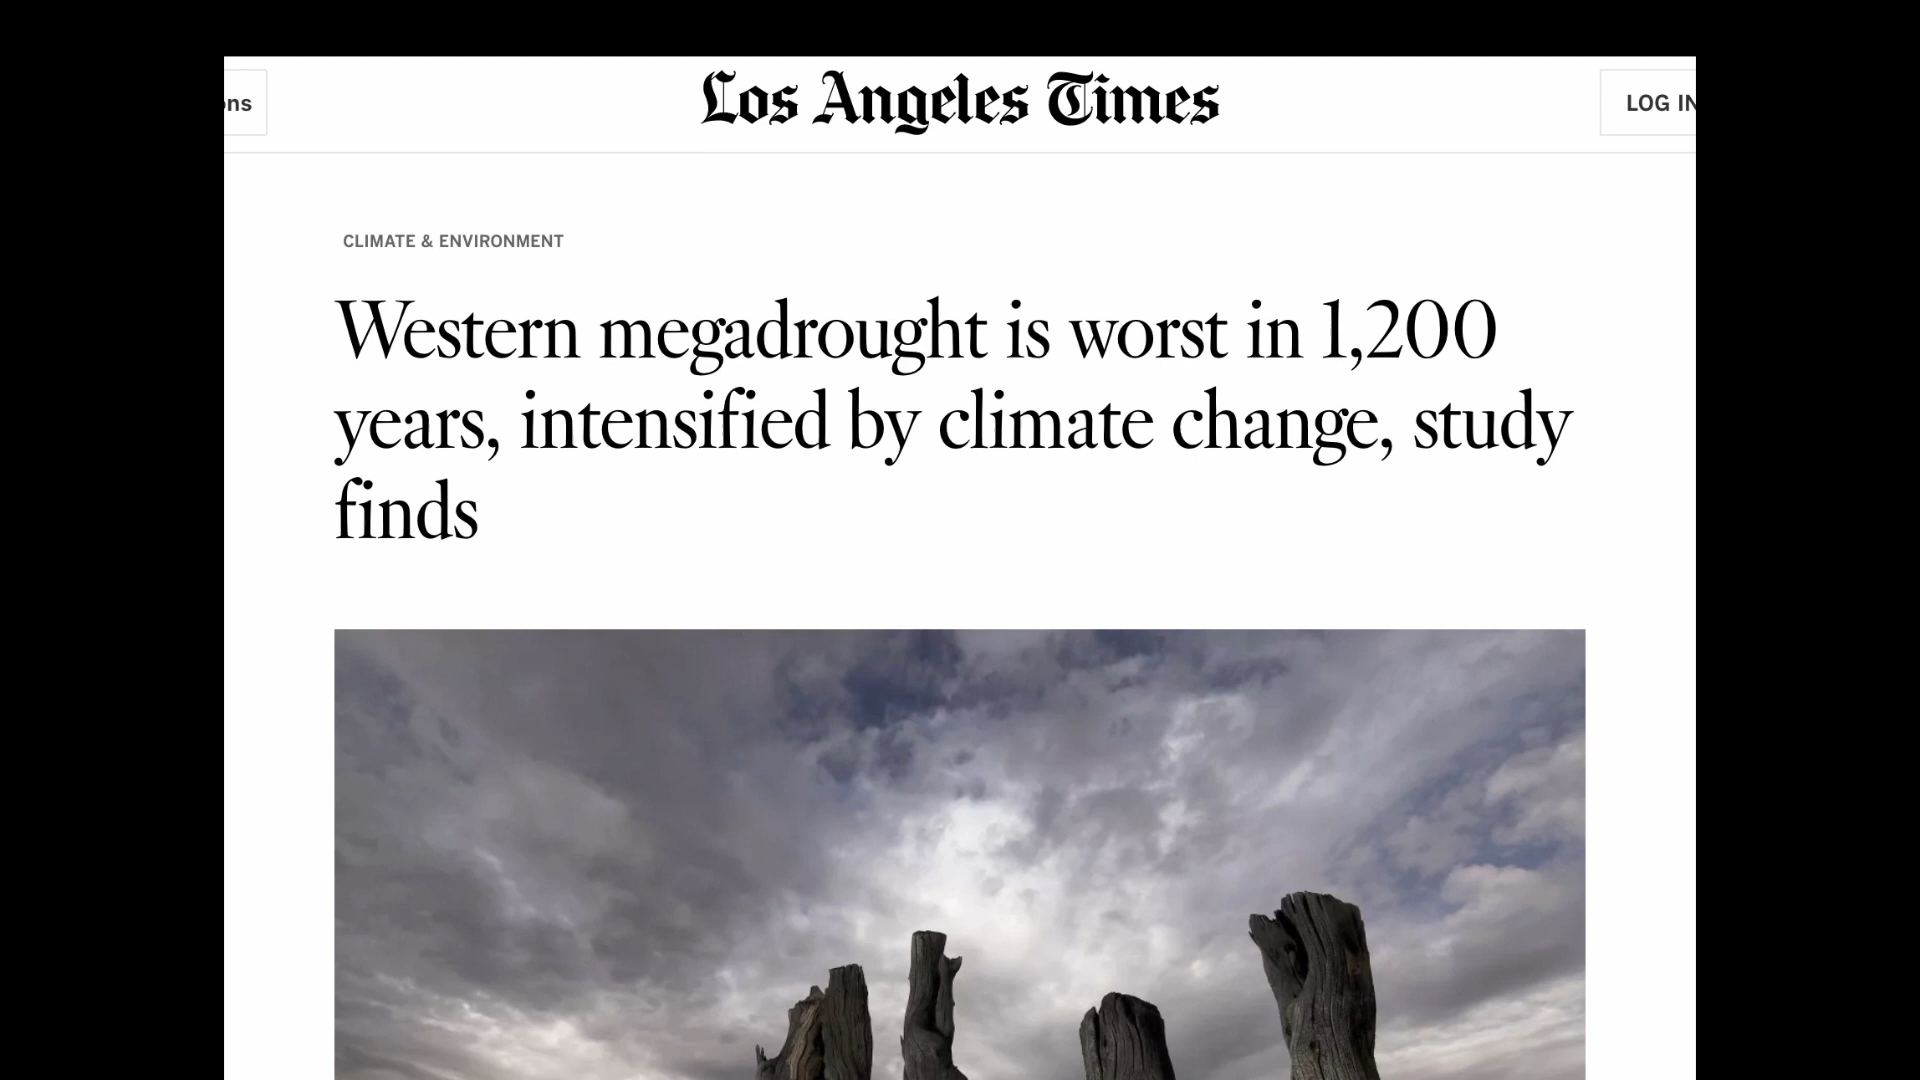 ons
Los Angeles Times
LOG IN
CLIMATE & ENVIRONMENT
Western megadrought is worst in 1,200
years, intensified by climate change, study
finds